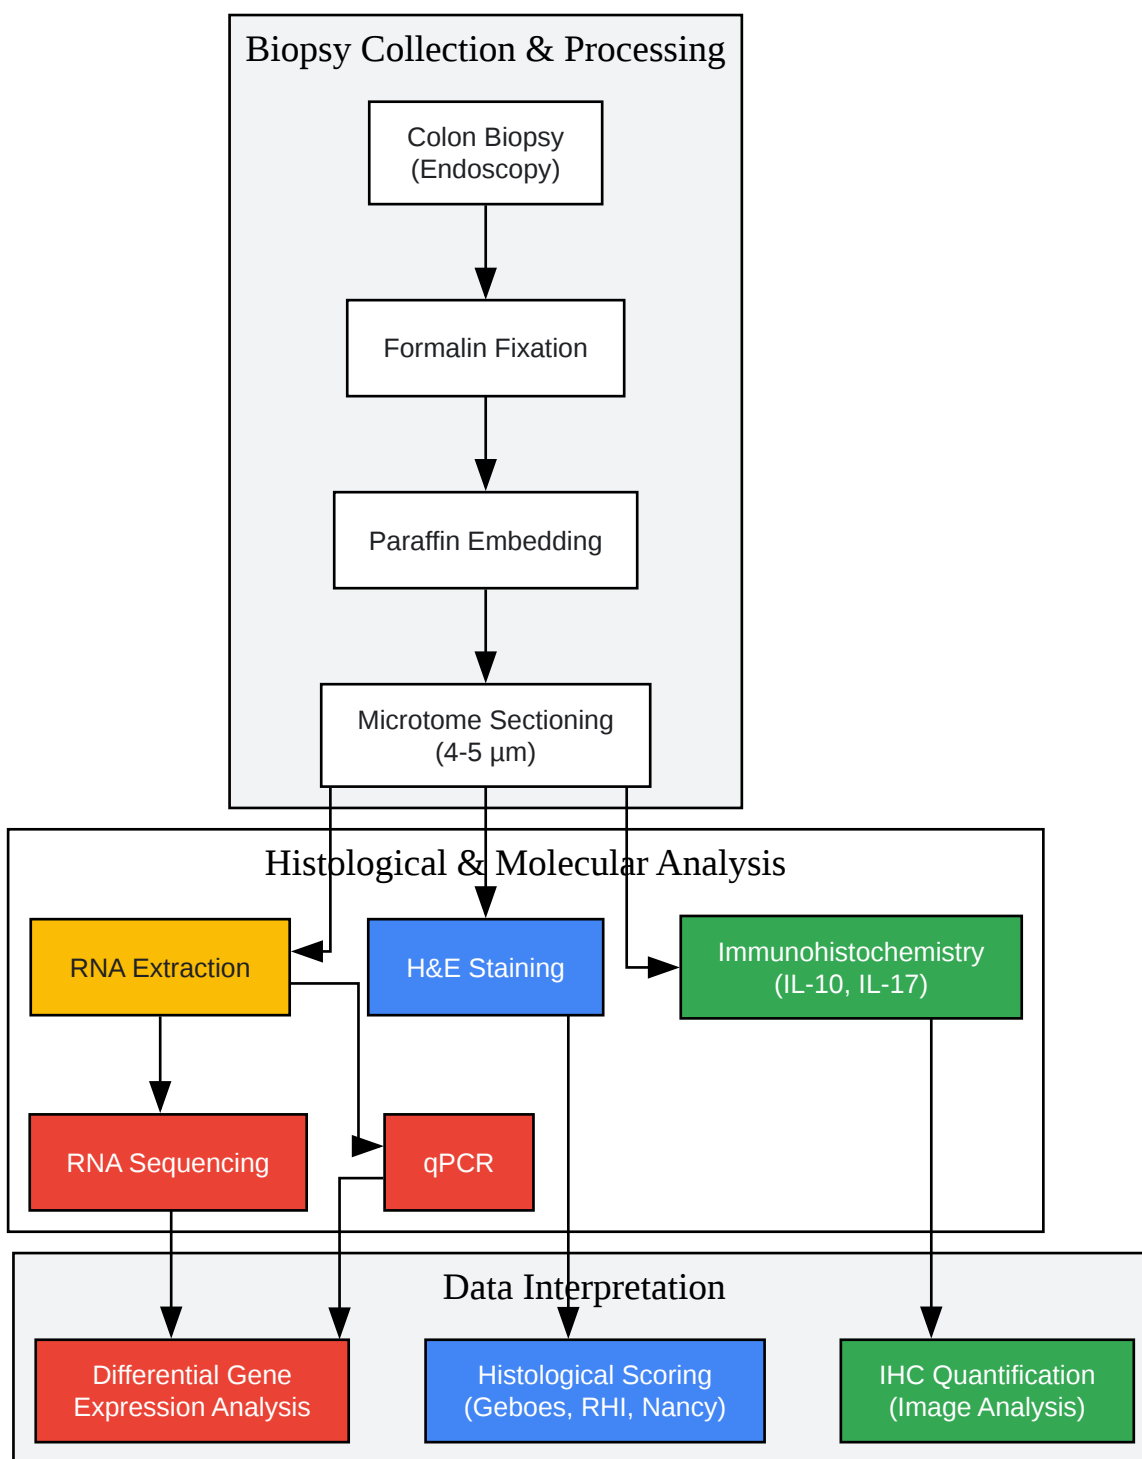 Biopsy Collection & Processing
Colon Biopsy
(Endoscopy)
Formalin Fixation
Paraffin Embedding
Microtome Sectioning
(4-5 µm)
Histological & Molecular Analysis
RNA Extraction
H&E Staining
Immunohistochemistry
(IL-10, IL-17)
RNA Sequencing
qPCR
Data Interpretation
Differential Gene
Expression Analysis
Histological Scoring
(Geboes, RHI, Nancy)
IHC Quantification
(Image Analysis)